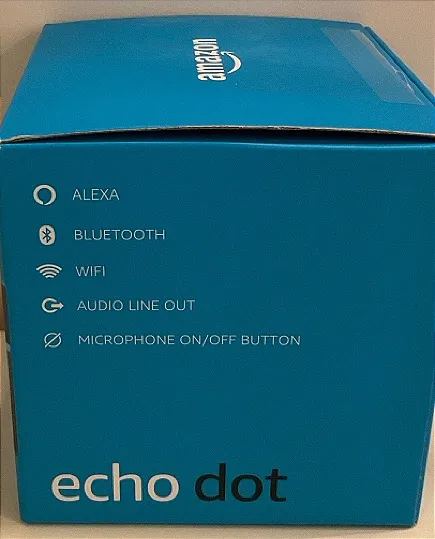 amazon
ALEXA
BLUETOOTH
WIFI
AUDIO LINE OUT
MICROPHONE ON/OFF BUTTON
echo dot